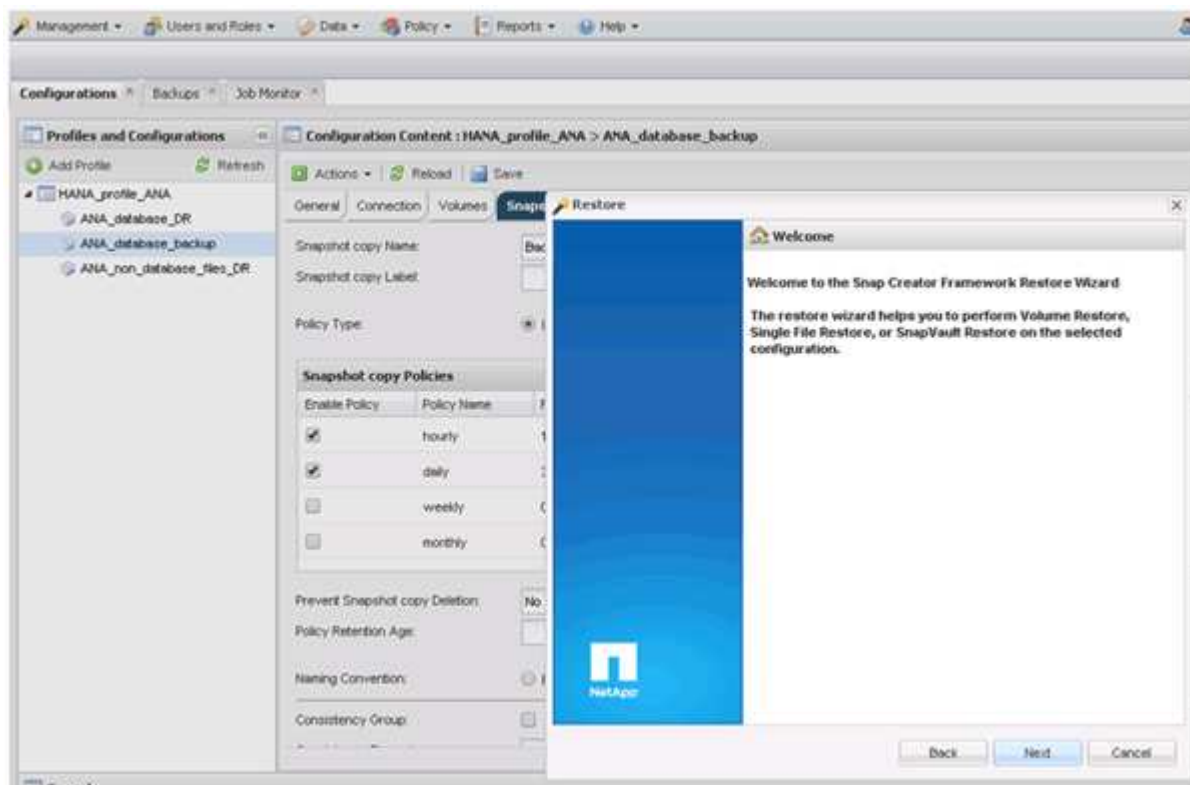 Management Users and Roles Data Policy Reports Help
Configurations Backups Job Monitor
Profiles and Configurations
Configuration Content : HANA_profile_ANA > ANA_database_backup
Add Profile Refresh
Actions Reload Save
HANA_profile_ANA
ANA_database_DR
ANA_database_backup
ANA_non_database_files_DR
General Connection Volumes
Snapshot copy Name:
Snapshot copy Label:
Policy Type:
Snapshot copy Policies
Enable Policy Policy Name
hourly
daily
weekly
monthly
Prevent Snapshot copy Deletion: No
Policy Retention Age:
Naming Convention:
Consistency Group:
Restore
Welcome
Welcome to the Snap Creator Framework Restore Wizard
The restore wizard helps you to perform Volume Restore,
Single File Restore, or SnapVault Restore on the selected
configuration.
NetApp
Back Next Cancel